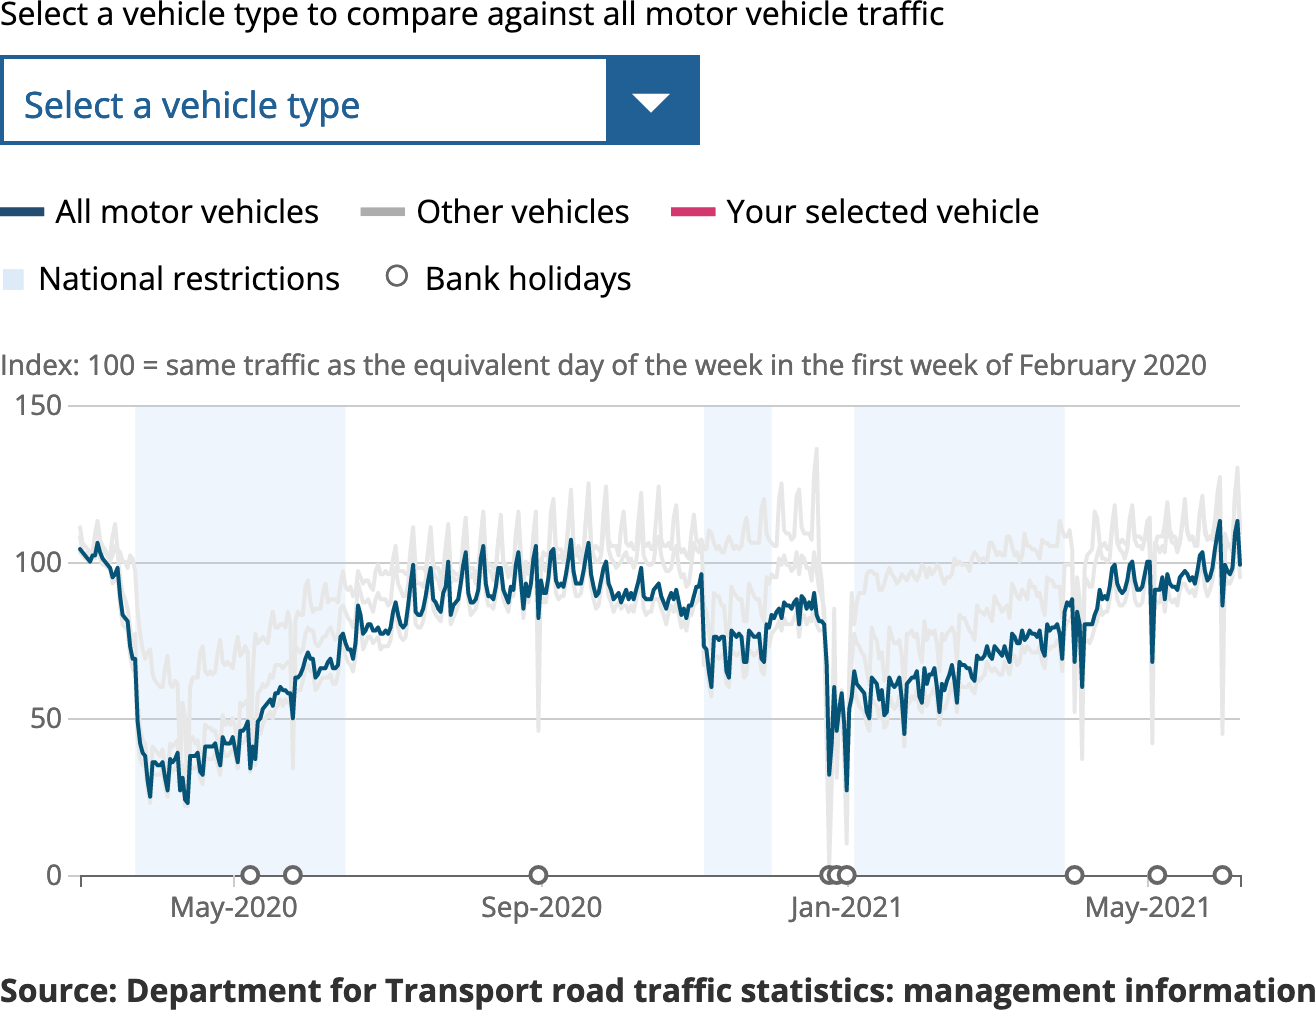 Select a vehicle type to compare against all motor vehicle traffic
Select a vehicle type
All motor vehicles Other vehicles Your selected vehicle
National restrictions Bank holidays
Index: 100 = same traffic as the equivalent day of the week in the first week of February 2020
150
100
50
0
May-2020 Sep-2020 Jan-2021 May-2021
Source: Department for Transport road traffic statistics: management information